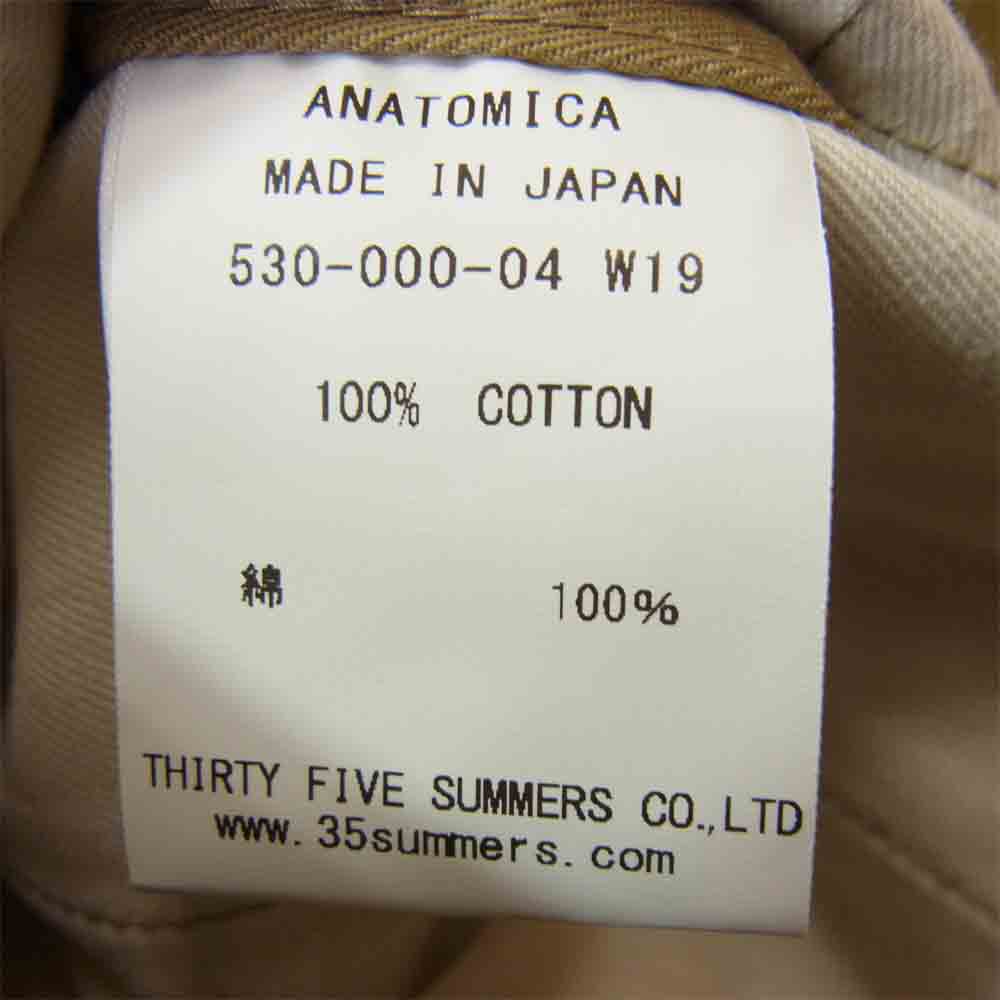 ANATOMICA
MADE IN JAPAN
530-000-04 W19
100% COTTON
綿 100%
THIRTY FIVE SUMMERS CO.,LTD
www.35summers.com